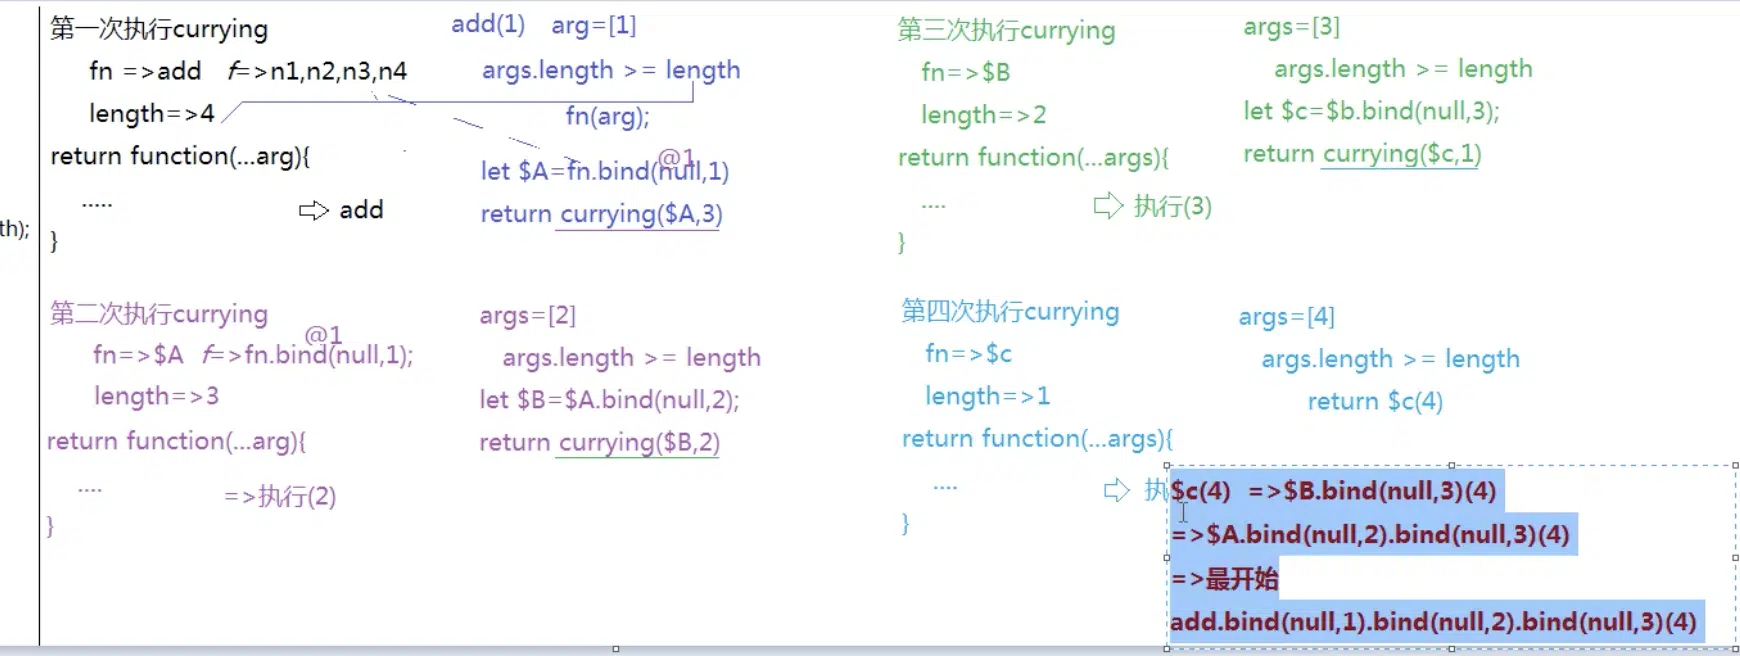 th);
第一次执行currying
fn =>add f=>n1,n2,n3,n4
length=>4
return function(...arg){
.....
⇨ add
}
add(1) arg=[1]
args.length >= length
fn(arg);
@1
let $A=fn.bind(null,1)
return currying($A,3)
第二次执行currying
@1
fn=>$A f=>fn.bind(null,1);
length=>3
return function(...arg){
....
=>执行(2)
}
args=[2]
args.length >= length
let $B=$A.bind(null,2);
return currying($B,2)
第三次执行currying
fn=>$B
length=>2
return function(...args){
....
⇨ 执行(3)
}
args=[3]
args.length >= length
let $c=$b.bind(null,3);
return currying($c,1)
第四次执行currying
fn=>$c
length=>1
return function(...args){
....
⇨ 执
}
args=[4]
args.length >= length
return $c(4)
$c(4) =>$B.bind(null,3)(4)
=>$A.bind(null,2).bind(null,3)(4)
=>最开始
add.bind(null,1).bind(null,2).bind(null,3)(4)